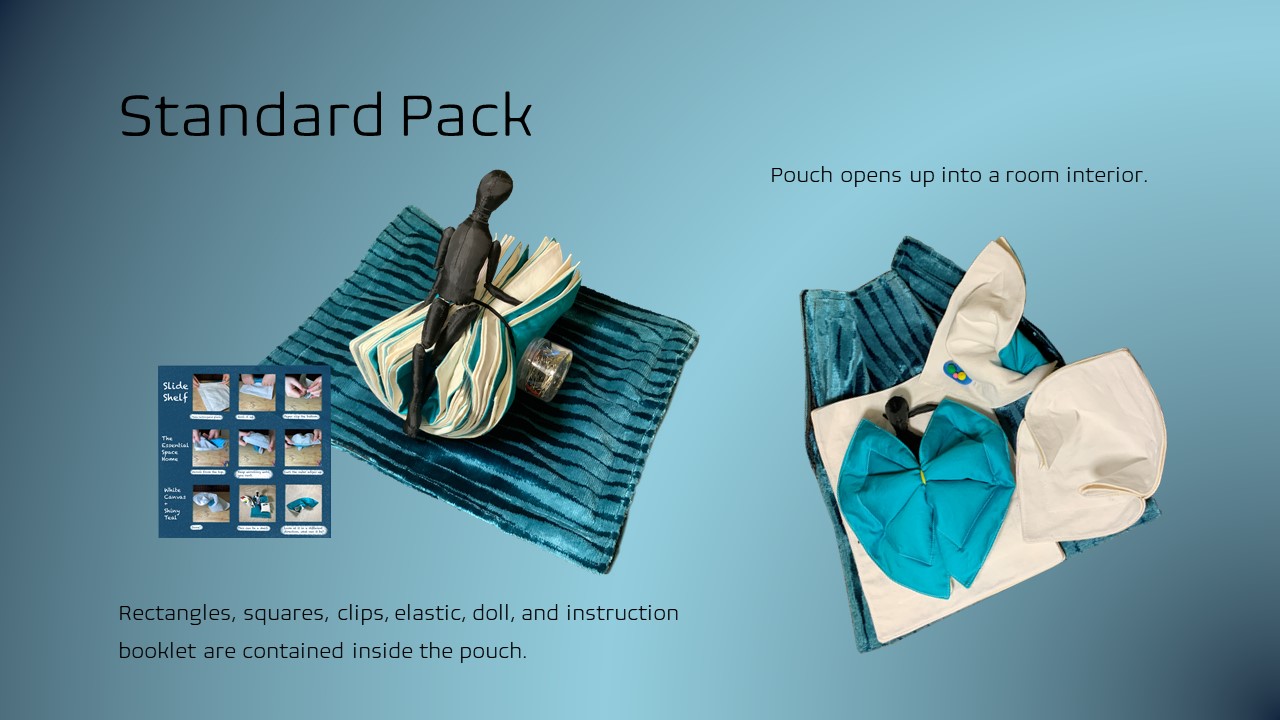 Standard Pack
Pouch opens up into a room interior.
Slide
Shelf
The
Essential
Space
Home
White
Canvas
+
Shiny
Teal
Rectangles, squares, clips, elastic, doll, and instruction
booklet are contained inside the pouch.